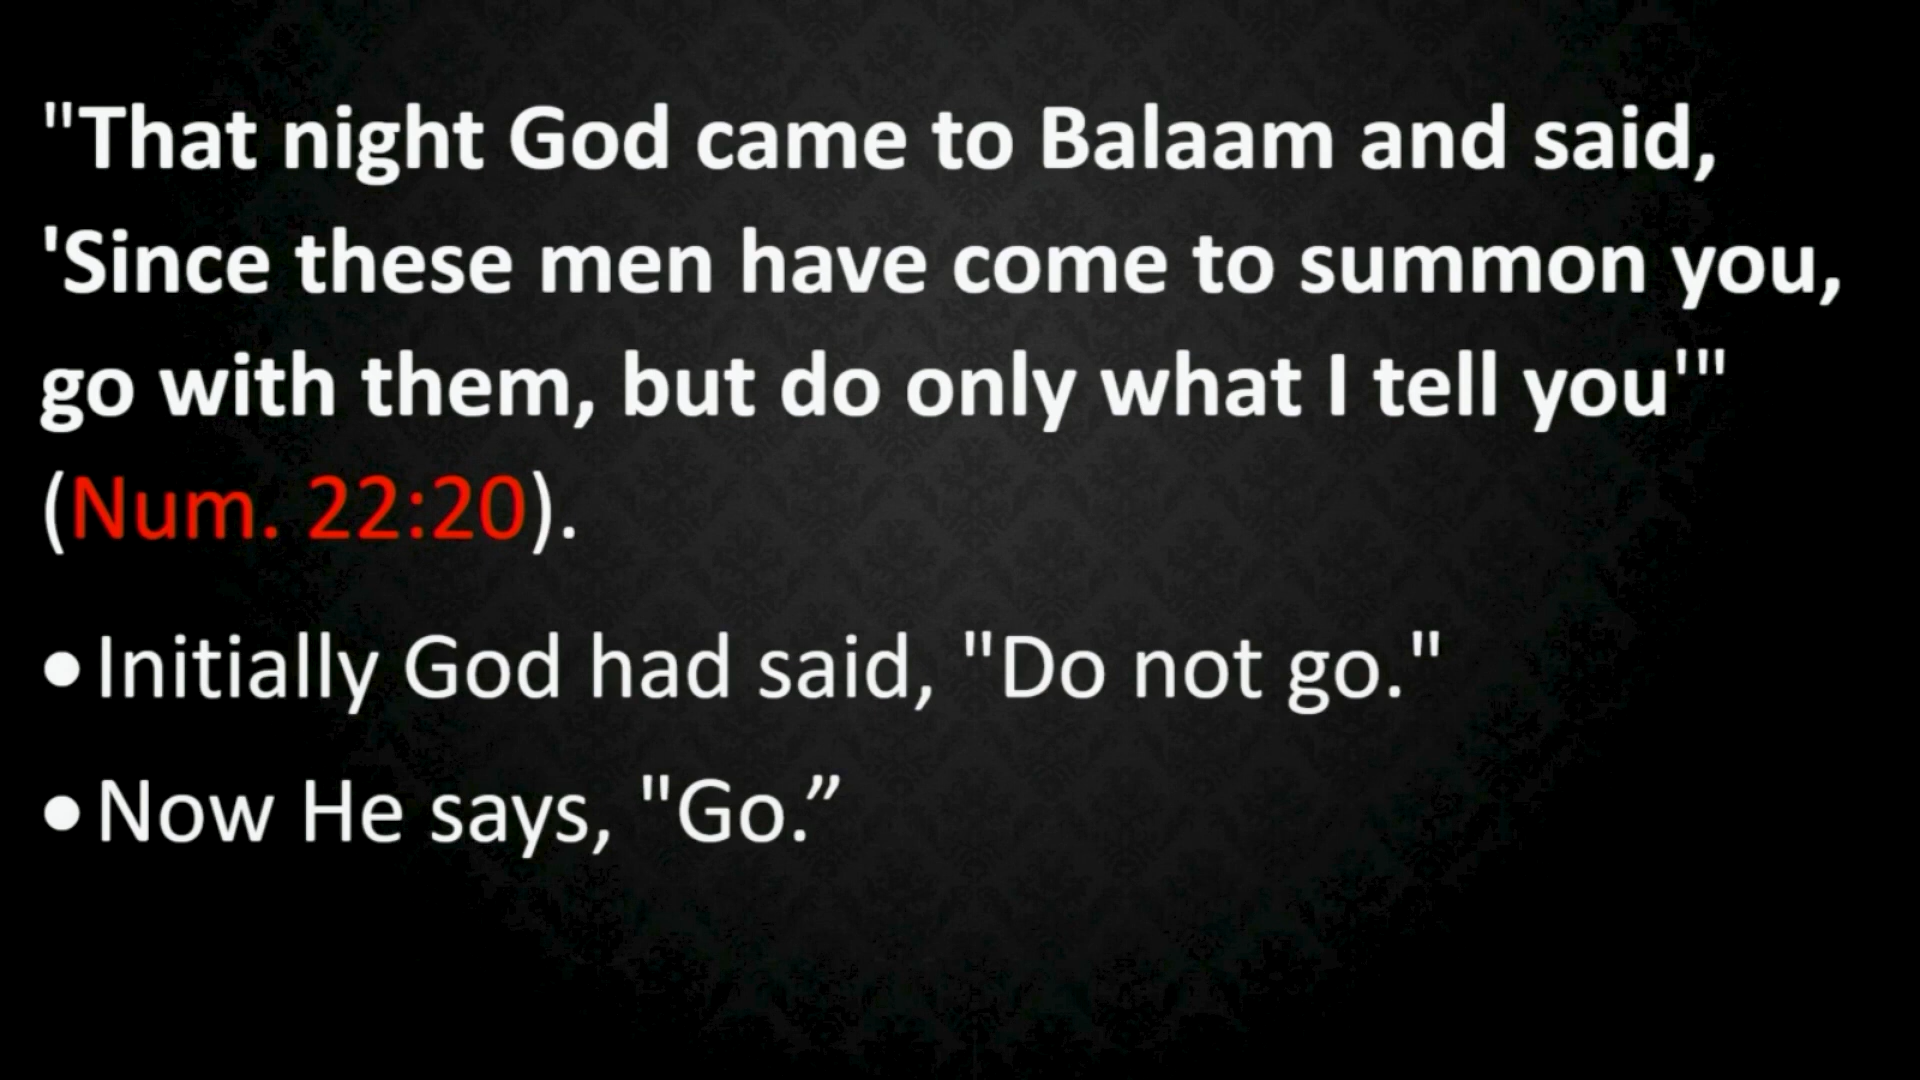 "That night God came to Balaam and said,
'Since these men have come to summon you,
go with them, but do only what I tell you'"
(Num. 22:20).
•Initially God had said, "Do not go."
•Now He says, "Go.”